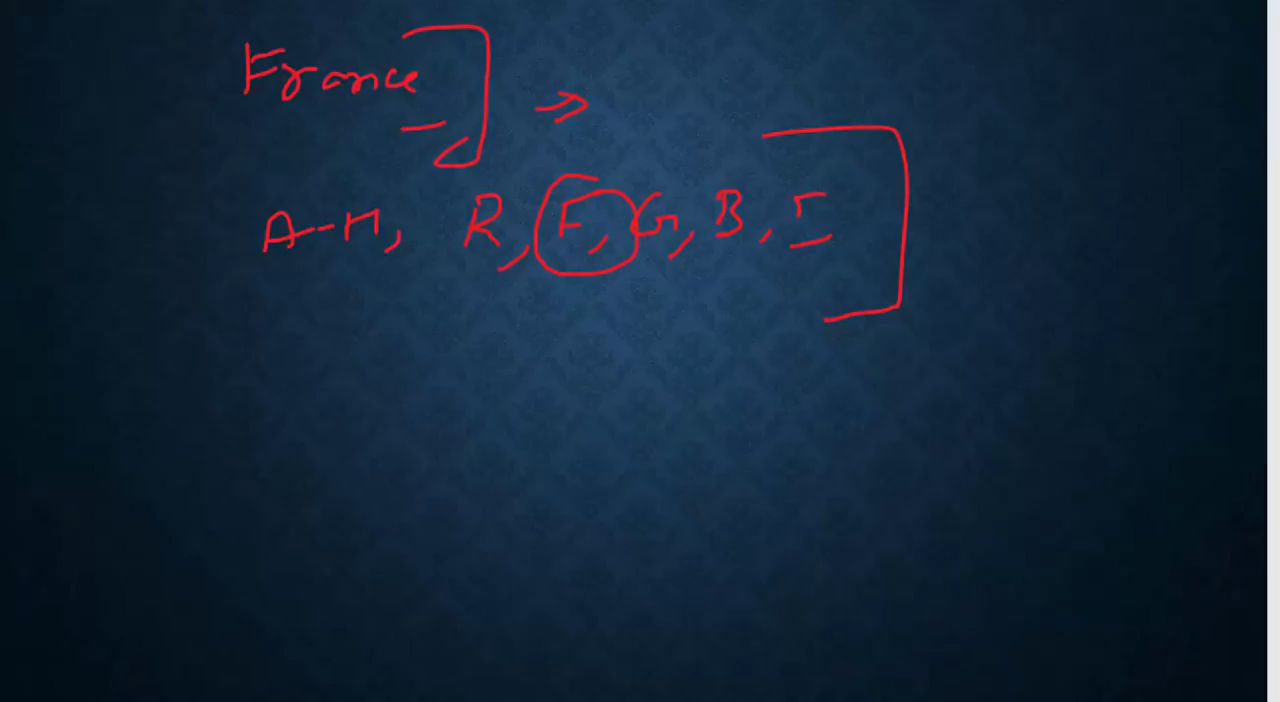 France ⇒
A-H, R, F, G, B, I